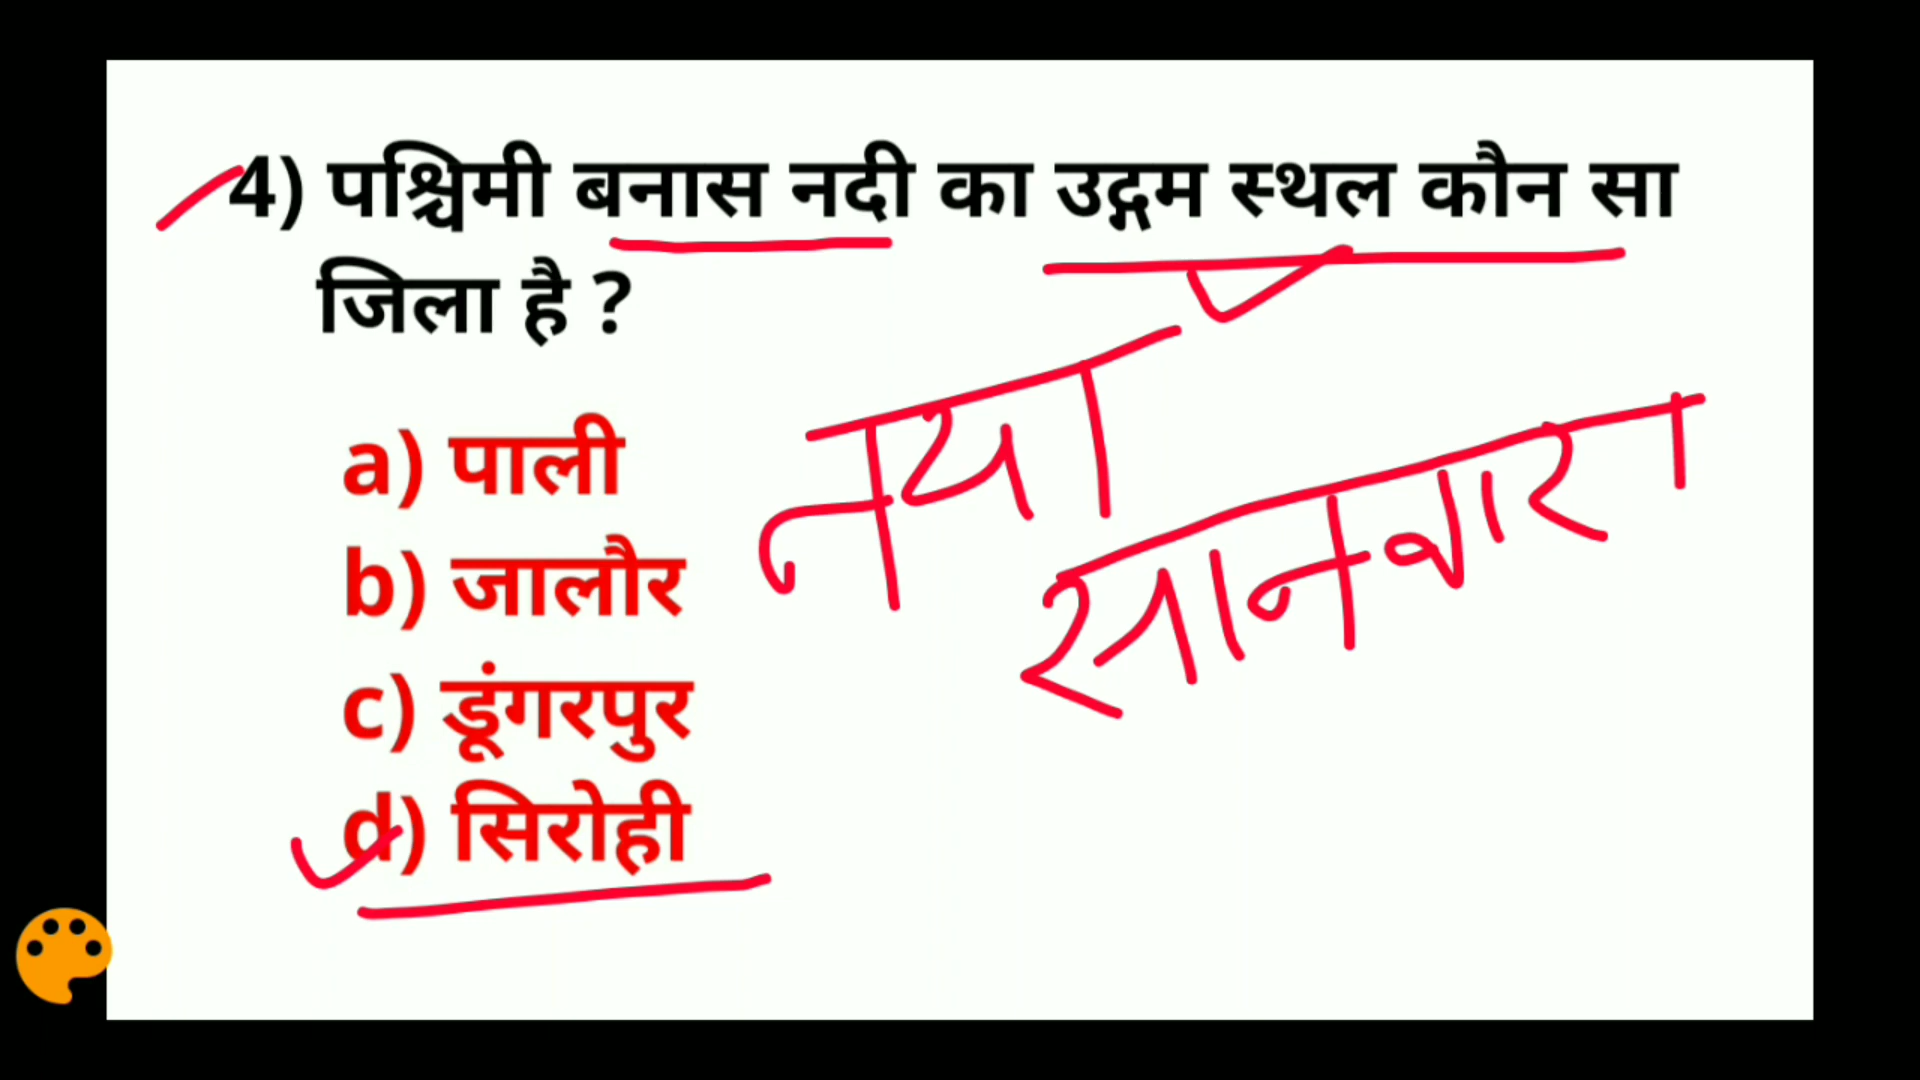 4) पश्चिमी बनास नदी का उद्गम स्थल कौन सा
जिला है ?
नया
सानवारा
a) पाली
b) जालौर
c) डूंगरपुर
d) सिरोही